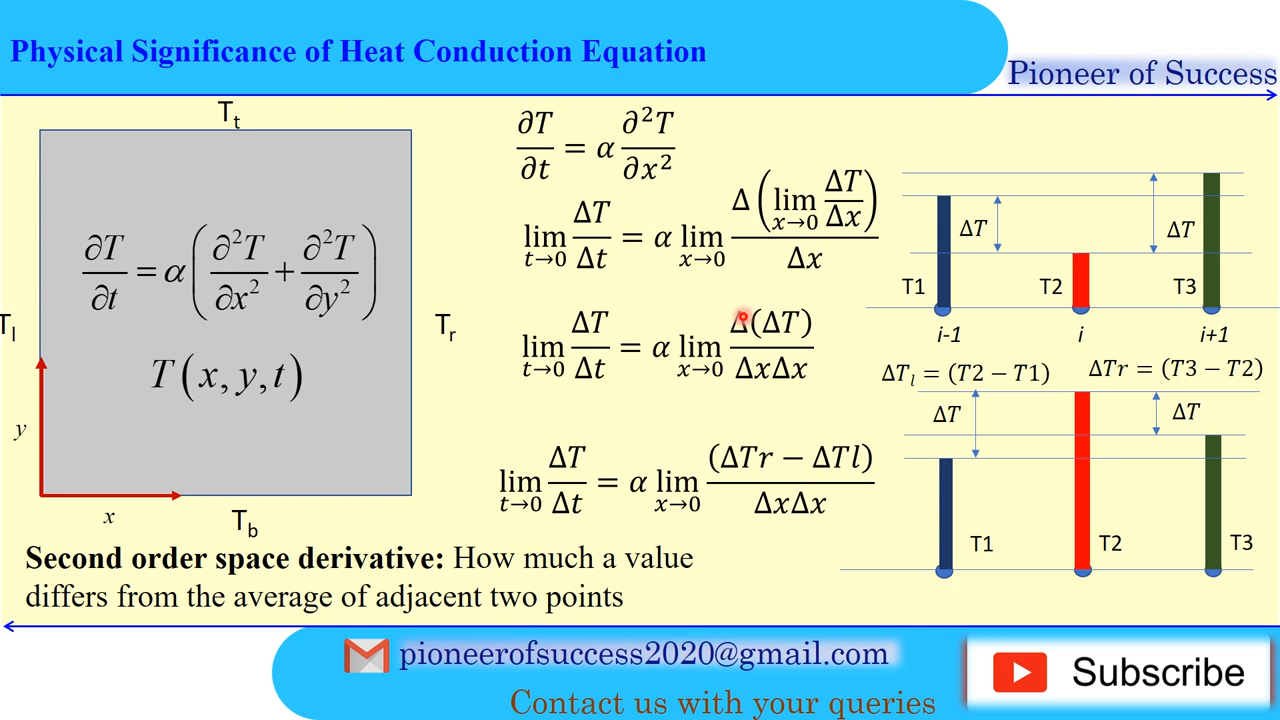 Physical Significance of Heat Conduction Equation
Pioneer of Success
Tt
∂T/∂t = α(∂²T/∂x² + ∂²T/∂y²)
T(x, y, t)
Tl
Tr
y
x
Tb
∂T/∂t = α ∂²T/∂x²
lim t→0 ΔT/Δt = α lim x→0 Δ(lim x→0 ΔT/Δx)/Δx
lim t→0 ΔT/Δt = α lim x→0 Δ(ΔT)/ΔxΔx
lim t→0 ΔT/Δt = α lim x→0 (ΔTr − ΔTl)/ΔxΔx
ΔT
ΔT
T1
T2
T3
i-1
i
i+1
ΔTl = (T2 − T1)
ΔTr = (T3 − T2)
ΔT
ΔT
T1
T2
T3
Second order space derivative: How much a value
differs from the average of adjacent two points
pioneerofsuccess2020@gmail.com
Contact us with your queries
Subscribe